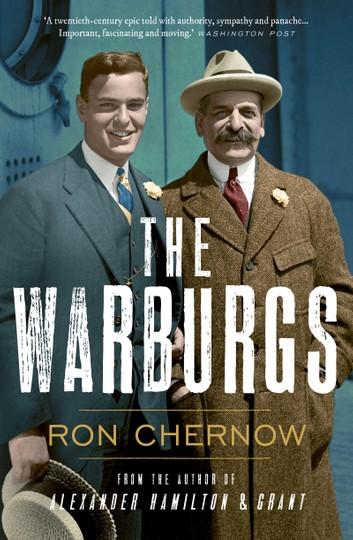 ‘A twentieth-century epic told with authority, sympathy and panache...
Important, fascinating and moving.’ WASHINGTON POST
THE
WARBURGS
RON CHERNOW
FROM THE AUTHOR OF
ALEXANDER HAMILTON & GRANT